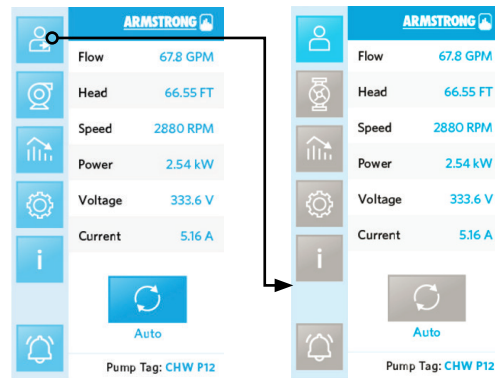 ARMSTRONG
Flow 67.8 GPM
Head 66.55 FT
Speed 2880 RPM
Power 2.54 kW
Voltage 333.6 V
Current 5.16 A
i
Auto
Pump Tag: CHW P12
ARMSTRONG
Flow 67.8 GPM
Head 66.55 FT
Speed 2880 RPM
Power 2.54 kW
Voltage 333.6 V
Current 5.16 A
i
Auto
Pump Tag: CHW P12